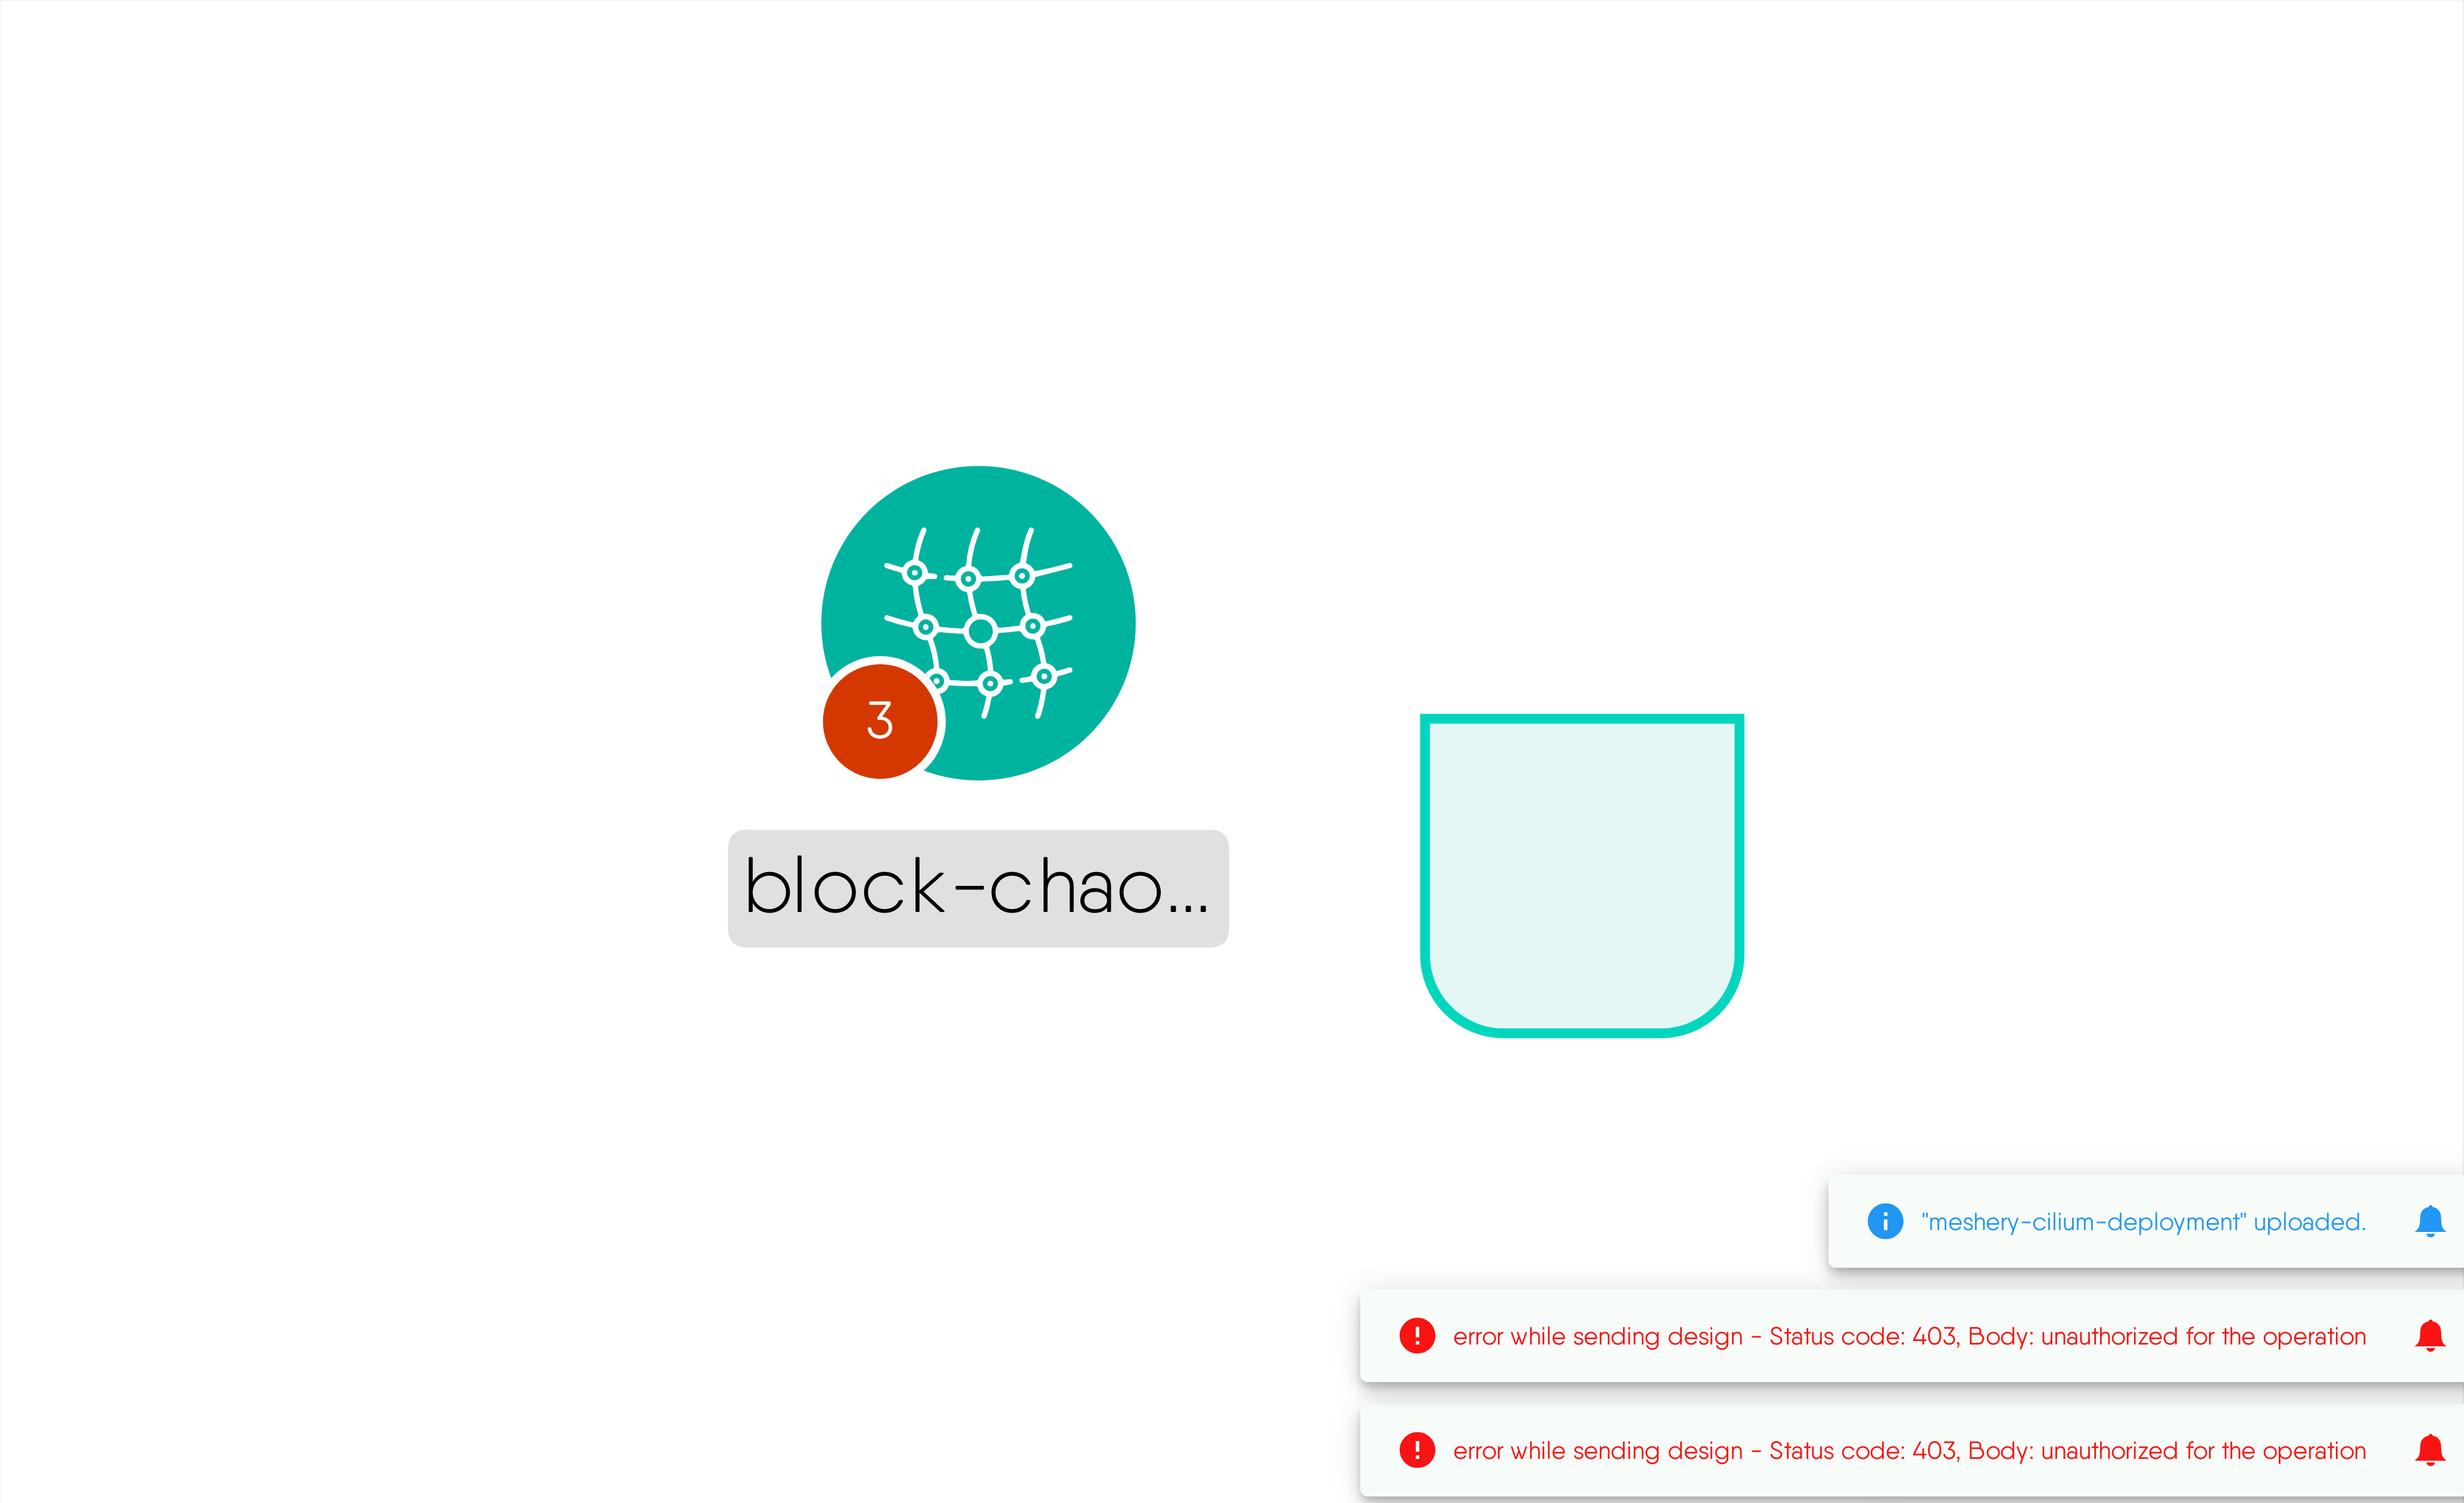 3
block-chao...
"meshery-cilium-deployment" uploaded.
error while sending design - Status code: 403, Body: unauthorized for the operation
error while sending design - Status code: 403, Body: unauthorized for the operation